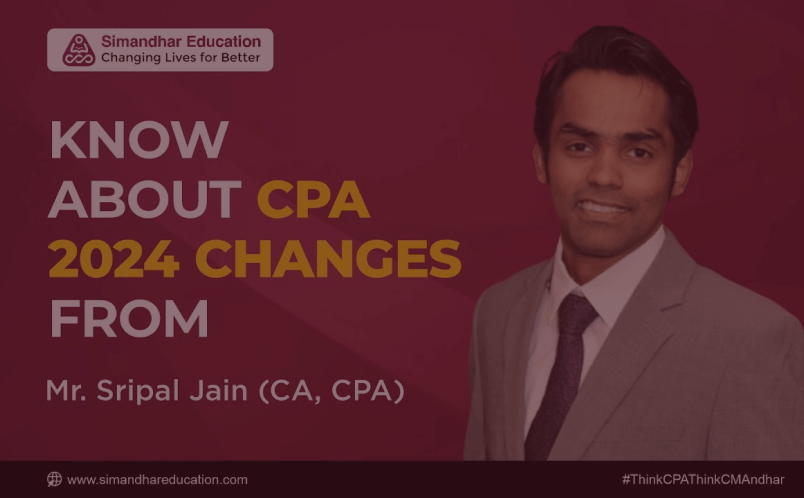 Simandhar Education
Changing Lives for Better
KNOW
ABOUT CPA
2024 CHANGES
FROM
Mr. Sripal Jain (CA, CPA)
www.simandhareducation.com
#ThinkCPAThinkCMAndhar